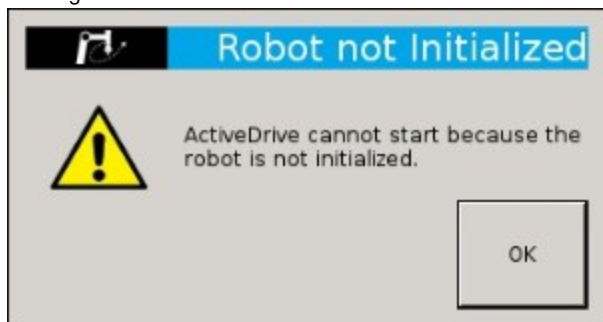 Robot not Initialized
ActiveDrive cannot start because the
robot is not initialized.
OK